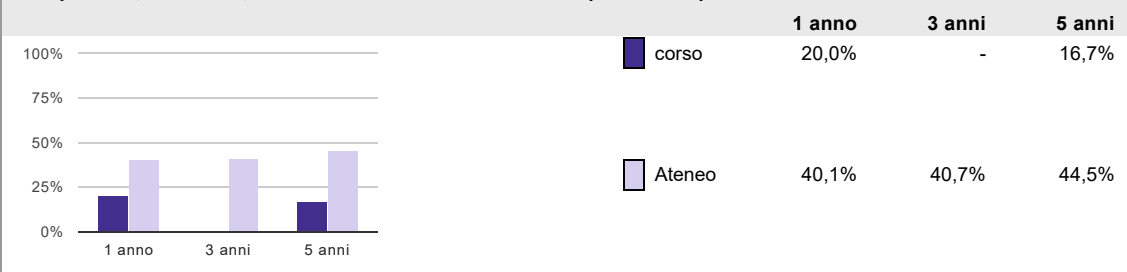 1 anno 3 anni 5 anni
100%
75%
50%
25%
0%
1 anno 3 anni 5 anni
corso 20,0% - 16,7%
Ateneo 40,1% 40,7% 44,5%